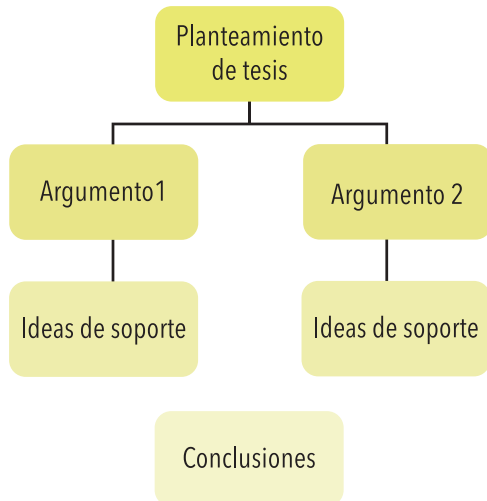 Planteamiento
de tesis
Argumento1
Argumento 2
Ideas de soporte
Ideas de soporte
Conclusiones